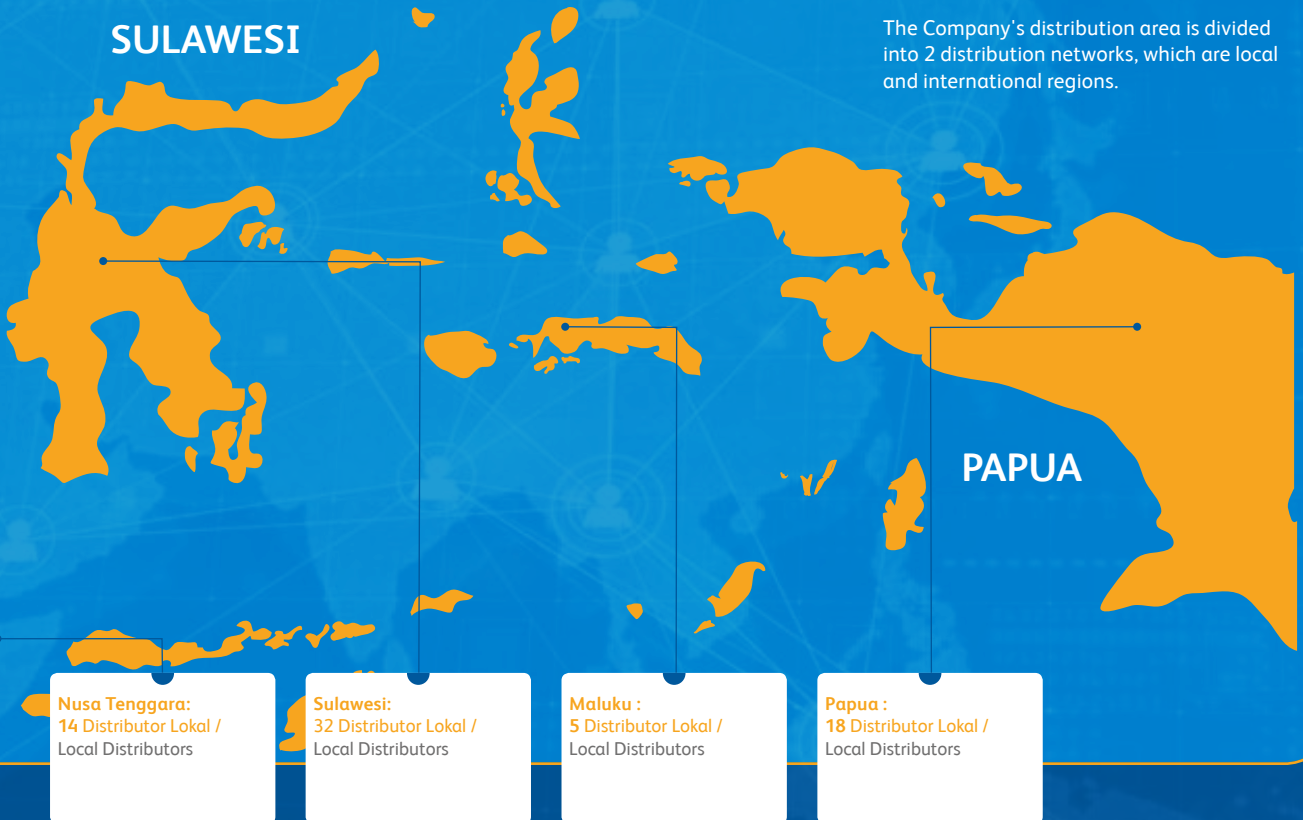 SULAWESI
The Company's distribution area is divided
into 2 distribution networks, which are local
and international regions.
PAPUA
Nusa Tenggara:
14 Distributor Lokal /
Local Distributors
Sulawesi:
32 Distributor Lokal /
Local Distributors
Maluku :
5 Distributor Lokal /
Local Distributors
Papua :
18 Distributor Lokal /
Local Distributors